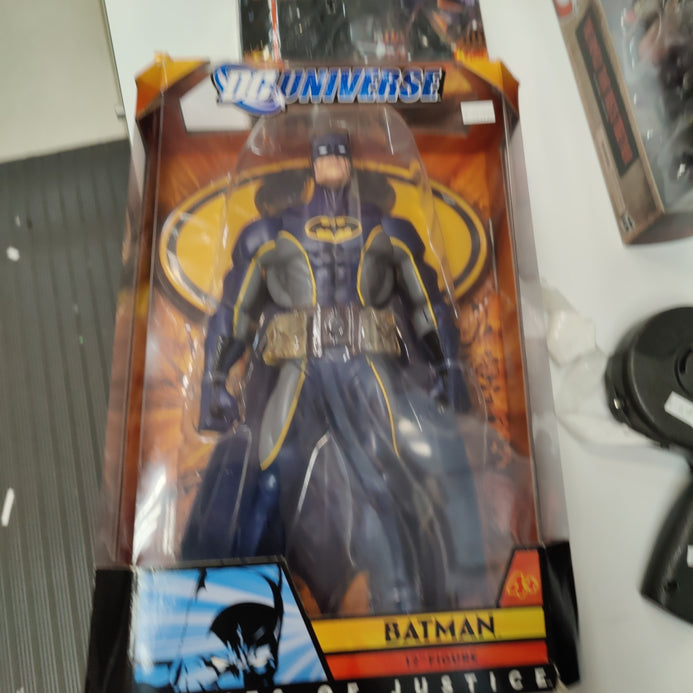 DC UNIVERSE
BATMAN
12" FIGURE
OF JUSTICE